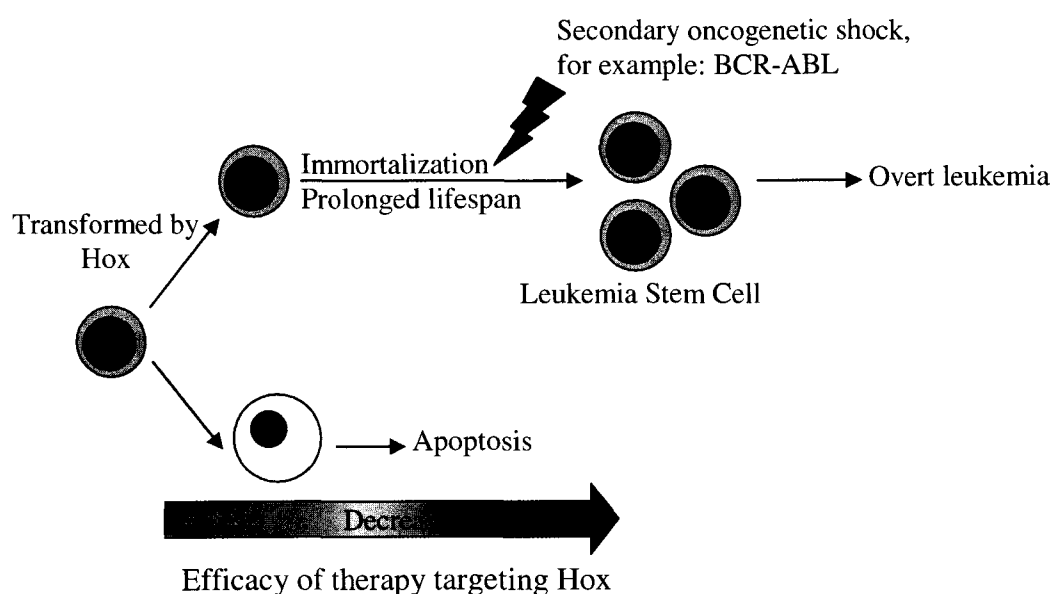 Secondary oncogenetic shock,
for example: BCR-ABL
Immortalization
Prolonged lifespan
Overt leukemia
Transformed by
Hox
Leukemia Stem Cell
Apoptosis
Efficacy of therapy targeting Hox